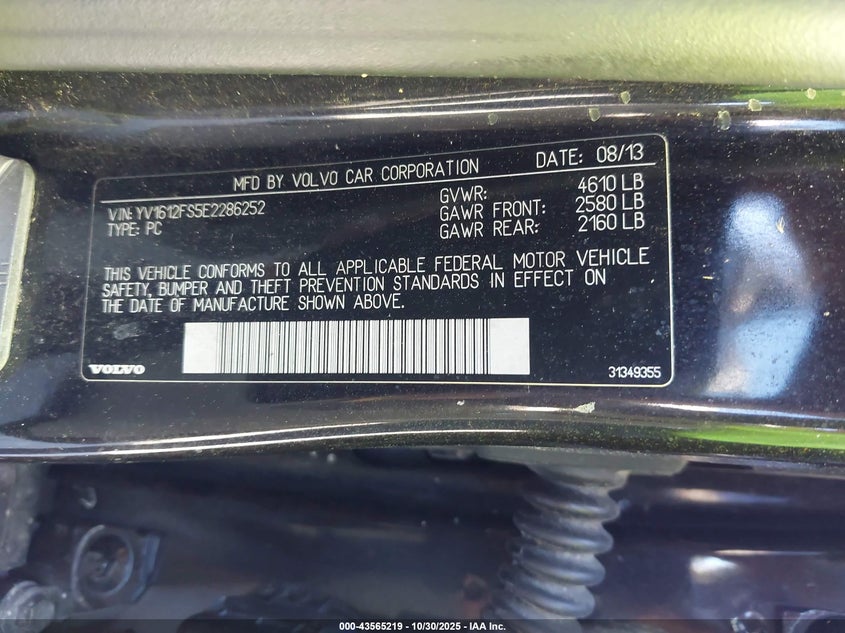 MFD BY VOLVO CAR CORPORATION DATE: 08/13
VIN: YV1612FS5E2286252 GVWR: 4610 LB
TYPE: PC GAWR FRONT: 2580 LB
GAWR REAR: 2160 LB
THIS VEHICLE CONFORMS TO ALL APPLICABLE FEDERAL MOTOR VEHICLE
SAFETY, BUMPER AND THEFT PREVENTION STANDARDS IN EFFECT ON
THE DATE OF MANUFACTURE SHOWN ABOVE.
VOLVO 31349355
000-43565219 - 10/30/2025 - IAA Inc.